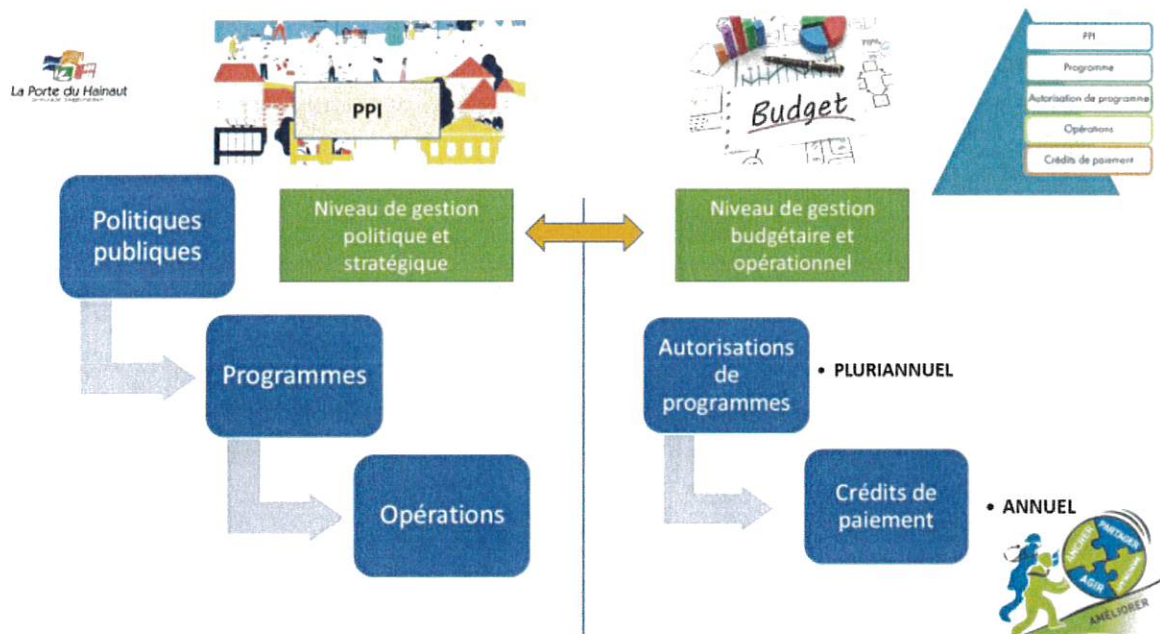 La Porte du Hainaut
PPI
Budget
PPI
Programme
Autorisation de programme
Opérations
Crédits de paiement
Politiques
publiques
Niveau de gestion
politique et
stratégique
Niveau de gestion
budgétaire et
opérationnel
Programmes
Autorisations
de
programmes
• PLURIANNUEL
Opérations
Crédits de
paiement
• ANNUEL
ANCRER
PARTAGER
AGIR
AMÉLIORER